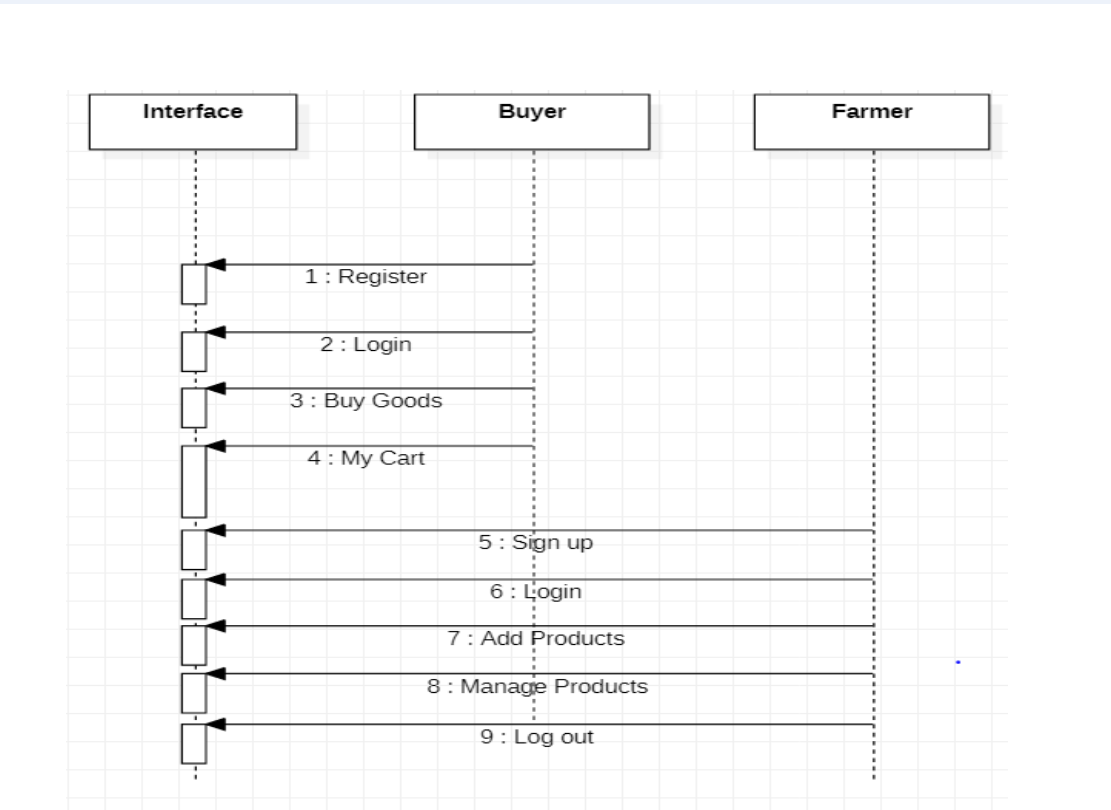 Interface Buyer Farmer
1 : Register
2 : Login
3 : Buy Goods
4 : My Cart
5 : Sign up
6 : Login
7 : Add Products
8 : Manage Products
9 : Log out